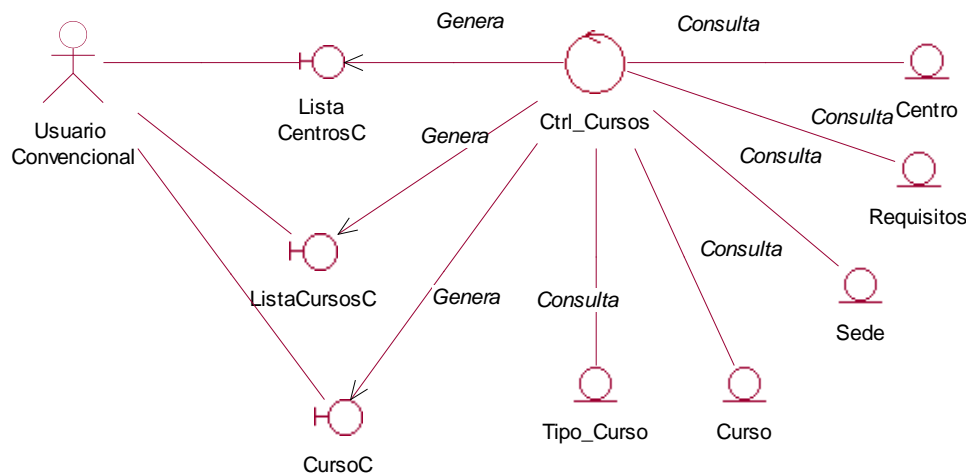 Genera
Consulta
Lista
CentrosC
Ctrl_Cursos
Centro
Usuario
Convencional
Genera
Consulta
Consulta
Requisitos
ListaCursosC
Genera
Consulta
Consulta
Sede
CursoC
Tipo_Curso
Curso